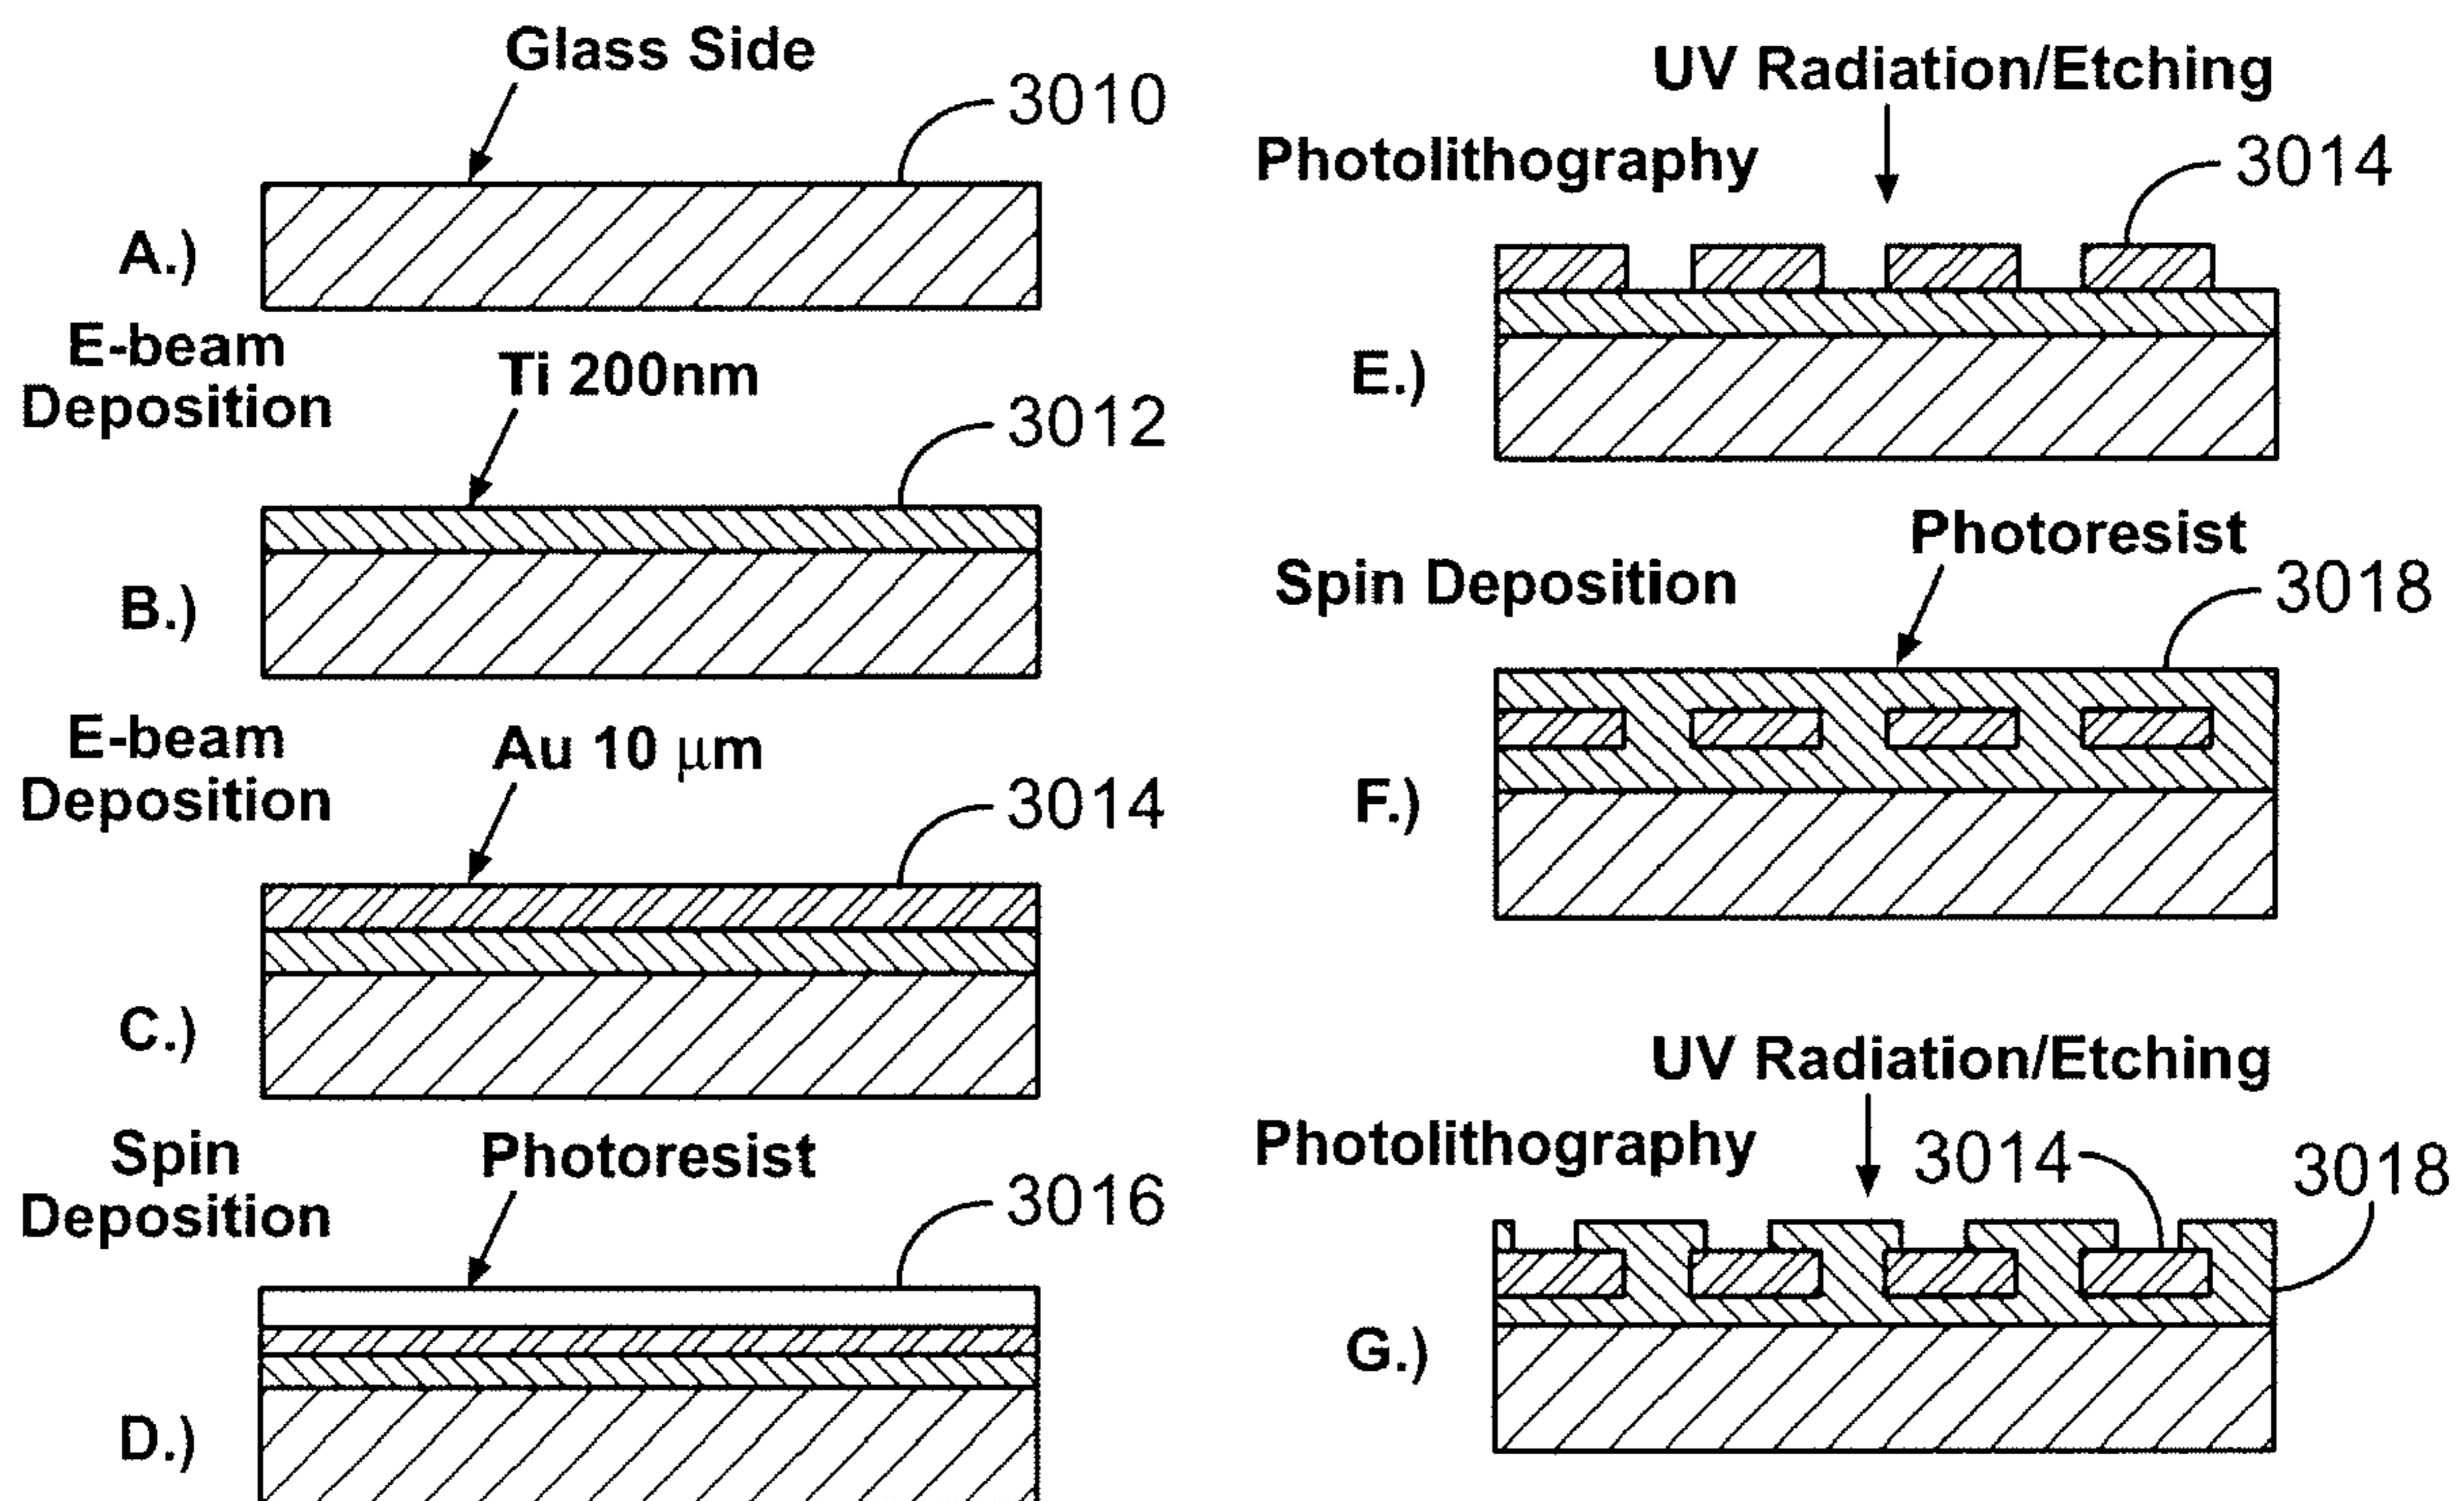 Glass Side
3010
A.)
E-beam
Deposition
Ti 200nm
3012
B.)
E-beam
Deposition
Au 10 μm
3014
C.)
Spin
Deposition
Photoresist
3016
D.)
UV Radiation/Etching
Photolithography
3014
E.)
Photoresist
Spin Deposition
3018
F.)
UV Radiation/Etching
Photolithography
3014
3018
G.)